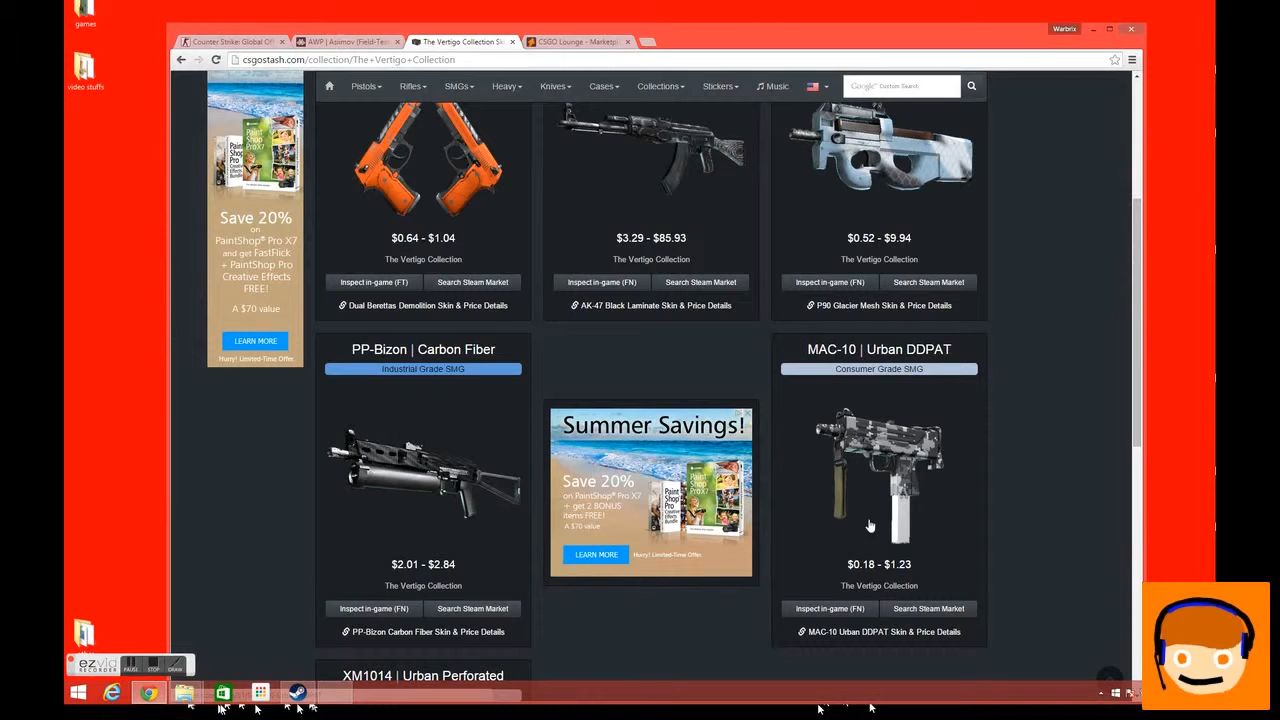 games
video stuffs
Warbrix
Counter Strike: Global Off
AWP | Asiimov (Field-Tes
The Vertigo Collection Sk
CSGO Lounge - Marketpl
csgostash.com/collection/The+Vertigo+Collection
Pistols Rifles SMGs Heavy Knives Cases Collections Stickers Music
Google Custom Search
Save 20%
on
PaintShop® Pro X7
and get FastFlick
+ PaintShop Pro
Creative Effects
FREE!
A $70 value
LEARN MORE
Hurry! Limited-Time Offer.
$0.64 - $1.04
The Vertigo Collection
Inspect in-game (FT) Search Steam Market
Dual Berettas Demolition Skin & Price Details
$3.29 - $85.93
The Vertigo Collection
Inspect in-game (FN) Search Steam Market
AK-47 Black Laminate Skin & Price Details
$0.52 - $9.94
The Vertigo Collection
Inspect in-game (FN) Search Steam Market
P90 Glacier Mesh Skin & Price Details
PP-Bizon | Carbon Fiber
Industrial Grade SMG
$2.01 - $2.84
The Vertigo Collection
Inspect in-game (FN) Search Steam Market
PP-Bizon Carbon Fiber Skin & Price Details
Summer Savings!
Save 20%
on PaintShop Pro X7
+ get 2 BONUS
items FREE!
A $70 value
LEARN MORE
Hurry! Limited-Time Offer.
MAC-10 | Urban DDPAT
Consumer Grade SMG
$0.18 - $1.23
The Vertigo Collection
Inspect in-game (FN) Search Steam Market
MAC-10 Urban DDPAT Skin & Price Details
XM1014 | Urban Perforated
ezvid
RECORDER
PAUSE STOP DRAW